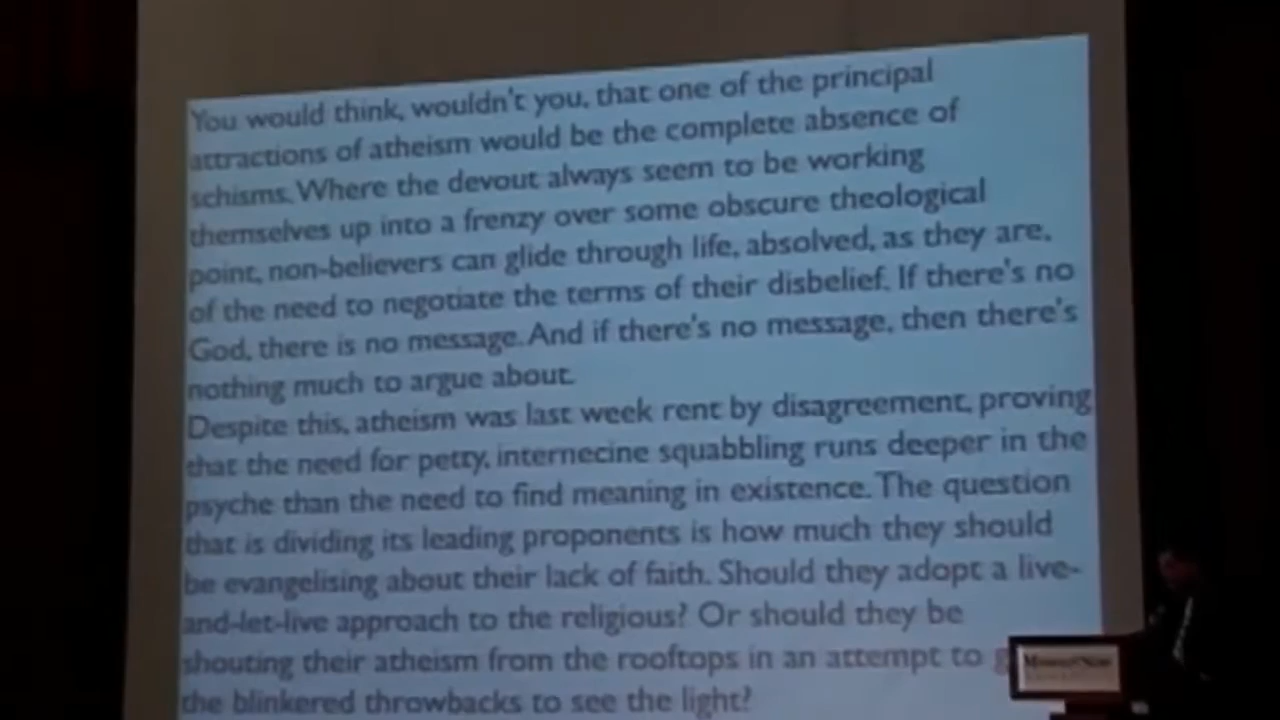 You would think, wouldn't you, that one of the principal
attractions of atheism would be the complete absence of
schisms. Where the devout always seem to be working
themselves up into a frenzy over some obscure theological
point, non-believers can glide through life, absolved, as they are,
of the need to negotiate the terms of their disbelief. If there's no
God, there is no message. And if there's no message, then there's
nothing much to argue about.
Despite this, atheism was last week rent by disagreement, proving
that the need for petty, internecine squabbling runs deeper in the
psyche than the need to find meaning in existence. The question
that is dividing its leading proponents is how much they should
be evangelising about their lack of faith. Should they adopt a live-
and-let-live approach to the religious? Or should they be
shouting their atheism from the rooftops in an attempt to
the blinkered throwbacks to see the light?